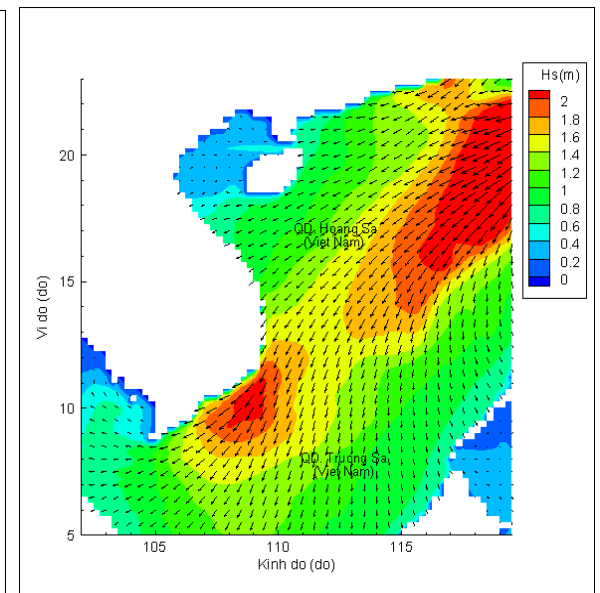 Hs(m)
2
1.8
1.6
1.4
1.2
1
0.8
0.6
0.4
0.2
0
20
15
10
5
Vi do (do)
QD. Hoang Sa
(Viet Nam)
QD. Truong Sa
(Viet Nam)
105
110
115
Kinh do (do)